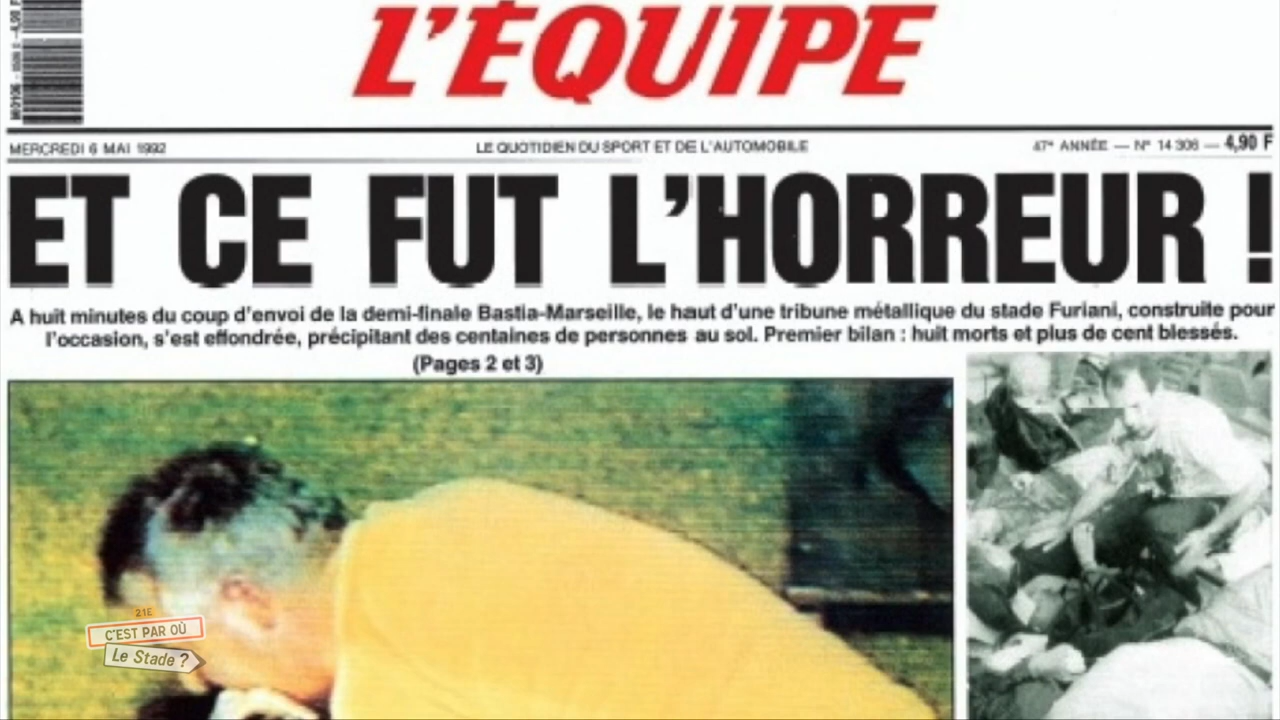 L'ÉQUIPE
MERCREDI 6 MAI 1992
LE QUOTIDIEN DU SPORT ET DE L'AUTOMOBILE
47e ANNÉE — N° 14 306 — 4,90 F
ET CE FUT L'HORREUR !
A huit minutes du coup d'envoi de la demi-finale Bastia-Marseille, le haut d'une tribune métallique du stade Furiani, construite pour
l'occasion, s'est effondrée, précipitant des centaines de personnes au sol. Premier bilan : huit morts et plus de cent blessés.
(Pages 2 et 3)
21E
C'EST PAR OÙ
Le Stade ?